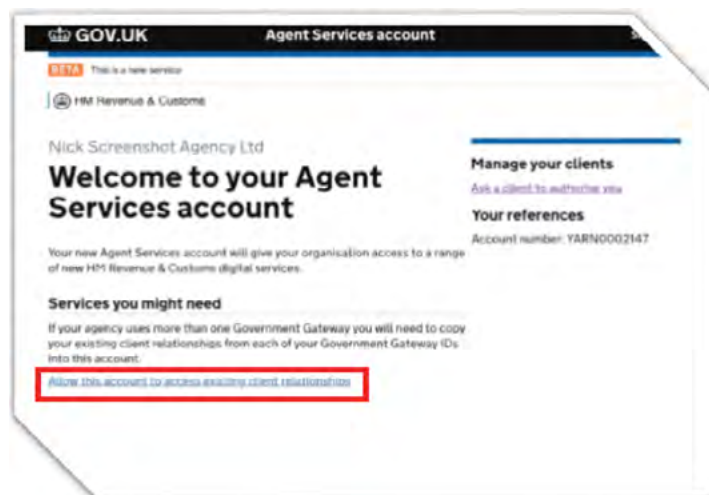 GOV.UK Agent Services account
BETA This is a new service
HM Revenue & Customs
Nick Screenshot Agency Ltd
Welcome to your Agent
Services account
Your new Agent Services account will give your organisation access to a range
of new HM Revenue & Customs digital services.
Services you might need
If your agency uses more than one Government Gateway you will need to copy
your existing client relationships from each of your Government Gateway IDs
into this account.
Allow this account to access existing client relationships
Manage your clients
Ask a client to authorise you
Your references
Account number: YARN0002147